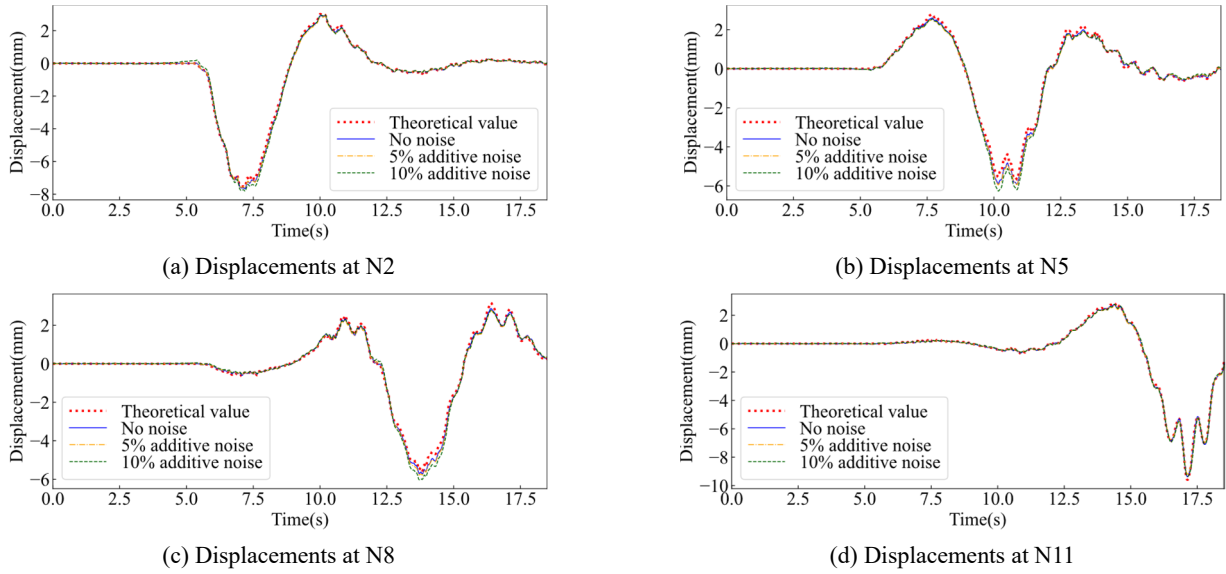 Displacement(mm)
2
0
−2
−4
−6
−8
Theoretical value
No noise
5% additive noise
10% additive noise
0.0 2.5 5.0 7.5 10.0 12.5 15.0 17.5
Time(s)
(a) Displacements at N2
Displacement(mm)
2
0
−2
−4
−6
Theoretical value
No noise
5% additive noise
10% additive noise
0.0 2.5 5.0 7.5 10.0 12.5 15.0 17.5
Time(s)
(b) Displacements at N5
Displacement(mm)
2
0
−2
−4
−6
Theoretical value
No noise
5% additive noise
10% additive noise
0.0 2.5 5.0 7.5 10.0 12.5 15.0 17.5
Time(s)
(c) Displacements at N8
Displacement(mm)
2
0
−2
−4
−6
−8
−10
Theoretical value
No noise
5% additive noise
10% additive noise
0.0 2.5 5.0 7.5 10.0 12.5 15.0 17.5
Time(s)
(d) Displacements at N11